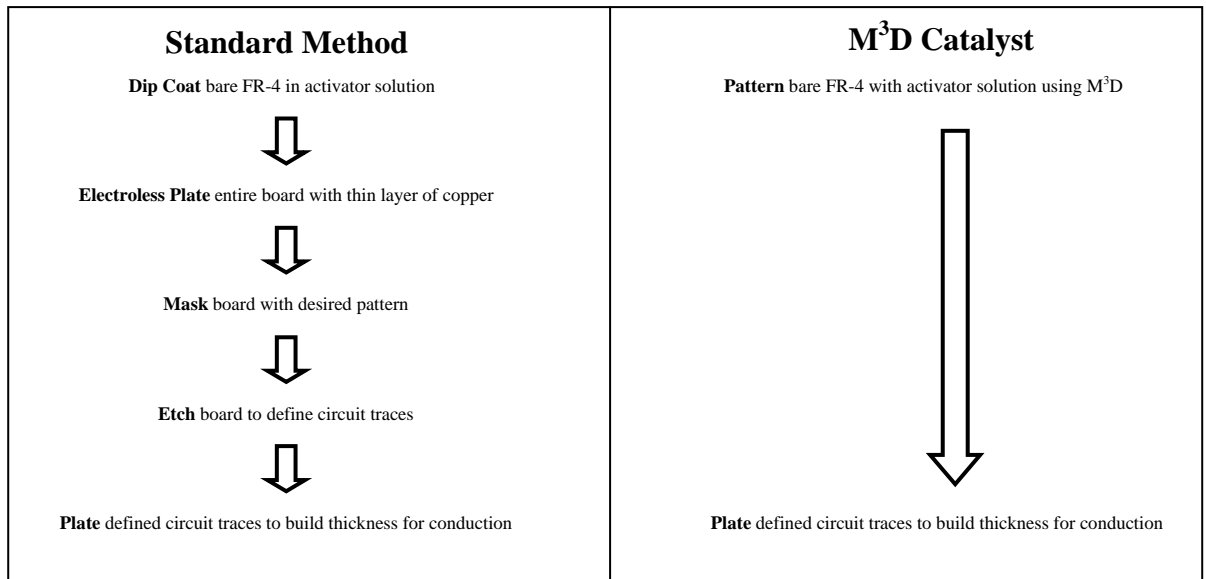 Standard Method
Dip Coat bare FR-4 in activator solution
Electroless Plate entire board with thin layer of copper
Mask board with desired pattern
Etch board to define circuit traces
Plate defined circuit traces to build thickness for conduction
M³D Catalyst
Pattern bare FR-4 with activator solution using M³D
Plate defined circuit traces to build thickness for conduction